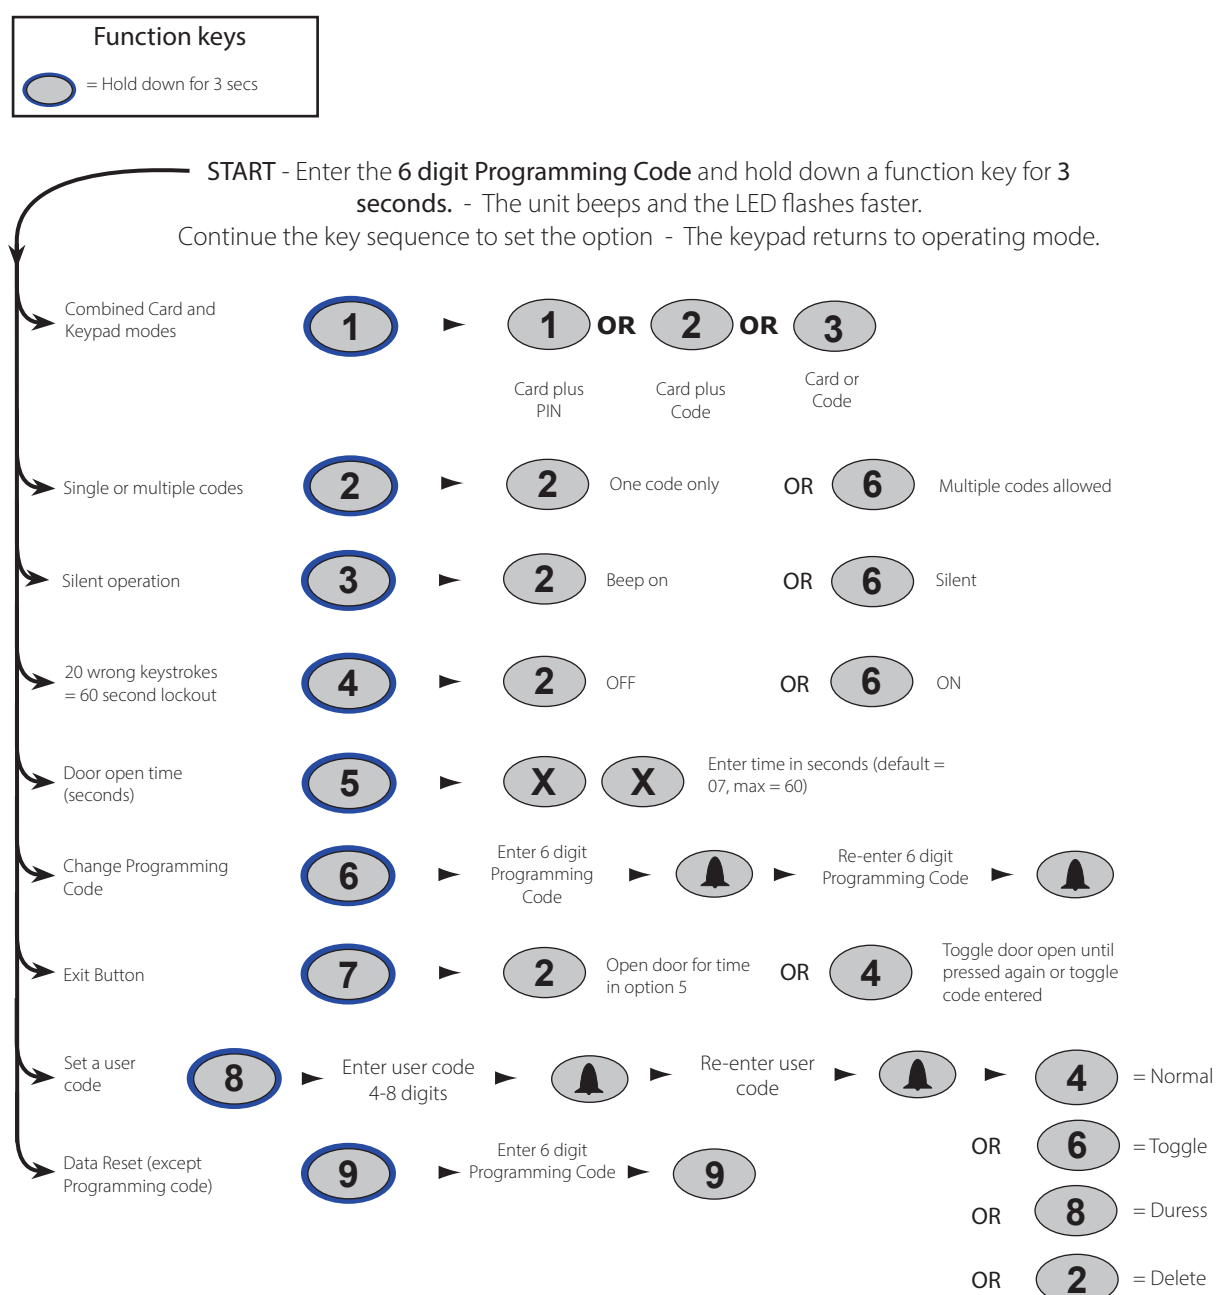 Function keys
= Hold down for 3 secs
START - Enter the 6 digit Programming Code and hold down a function key for 3
seconds. - The unit beeps and the LED flashes faster.
Continue the key sequence to set the option - The keypad returns to operating mode.
Combined Card and
Keypad modes
1
1 OR 2 OR 3
Card plus
PIN
Card plus
Code
Card or
Code
Single or multiple codes
2
2
One code only
OR
6
Multiple codes allowed
Silent operation
3
2
Beep on
OR
6
Silent
20 wrong keystrokes
= 60 second lockout
4
2
OFF
OR
6
ON
Door open time
(seconds)
5
X
X
Enter time in seconds (default =
07, max = 60)
Change Programming
Code
6
Enter 6 digit
Programming
Code
Re-enter 6 digit
Programming Code
Exit Button
7
2
Open door for time
in option 5
OR
4
Toggle door open until
pressed again or toggle
code entered
Set a user
code
8
Enter user code
4-8 digits
Re-enter user
code
4
= Normal
OR
6
= Toggle
OR
8
= Duress
OR
2
= Delete
Data Reset (except
Programming code)
9
Enter 6 digit
Programming Code
9